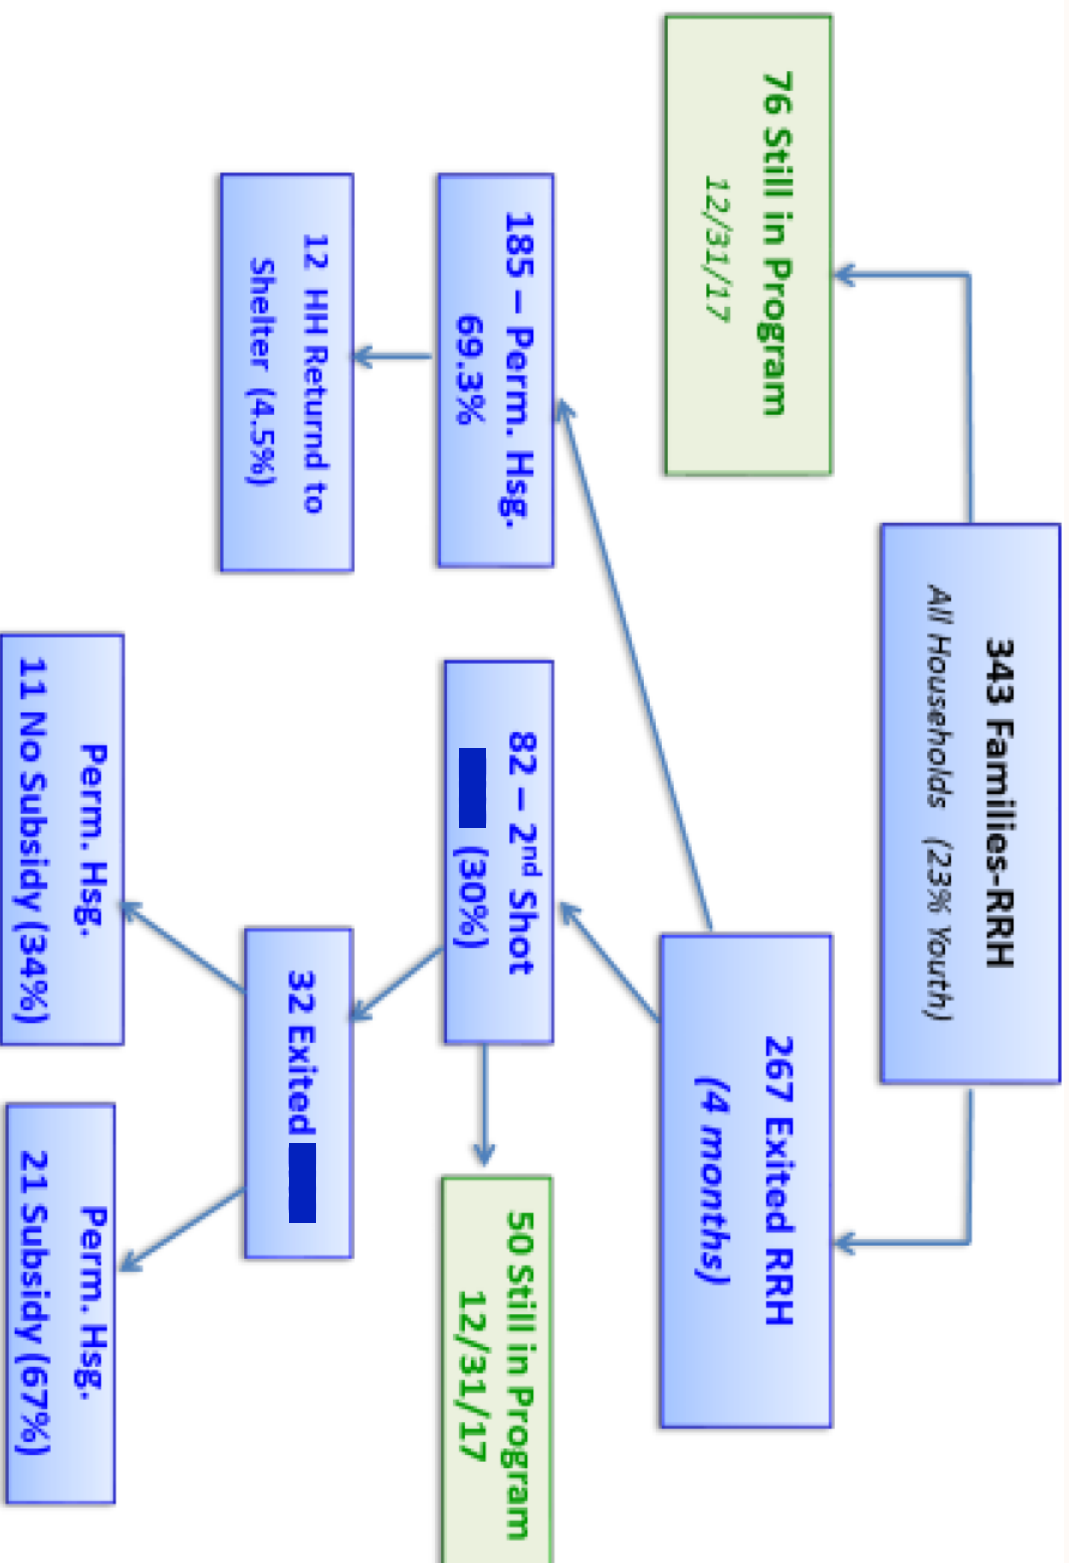 343 Families-RRH
All Households (23% Youth)
76 Still in Program
12/31/17
267 Exited RRH
(4 months)
185 – Perm. Hsg.
69.3%
82 – 2nd Shot
(30%)
50 Still in Program
12/31/17
12 HH Returnd to
Shelter (4.5%)
32 Exited
Perm. Hsg.
11 No Subsidy (34%)
Perm. Hsg.
21 Subsidy (67%)